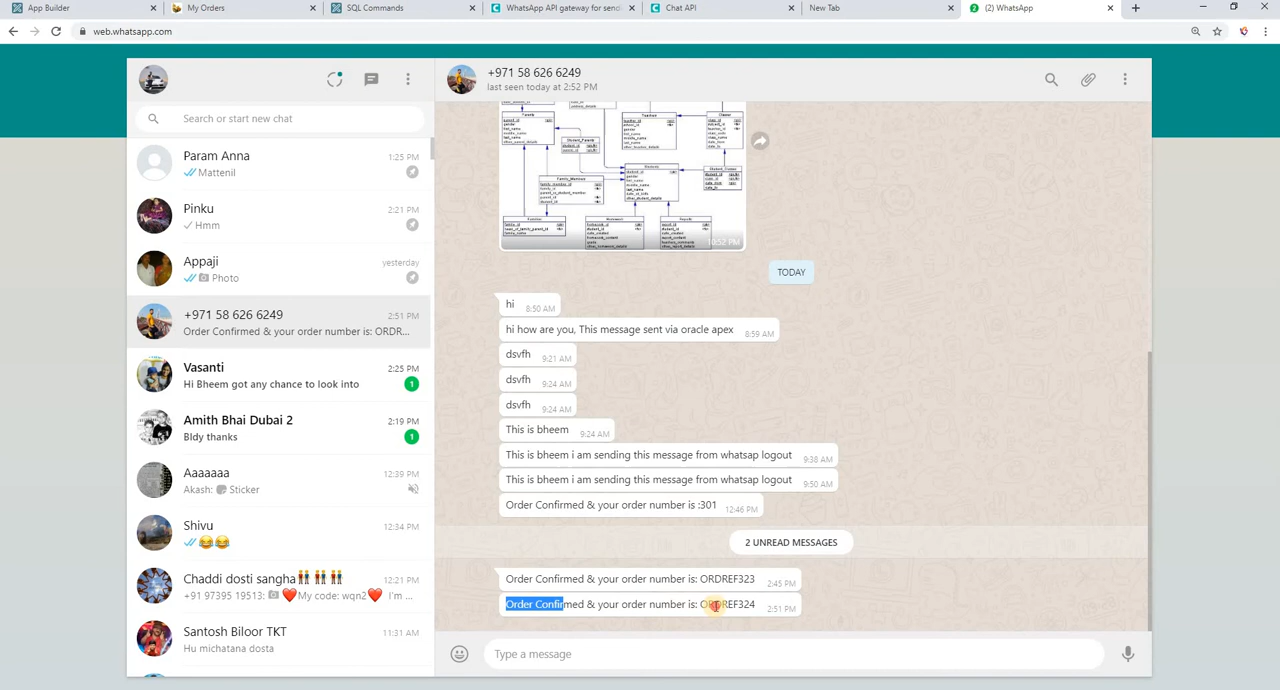 App Builder
My Orders
SQL Commands
WhatsApp API gateway for send
Chat API
New Tab
(2) WhatsApp
web.whatsapp.com
+971 58 626 6249
last seen today at 2:52 PM
Search or start new chat
Param Anna 1:25 PM
Mattenil
Pinku 2:21 PM
Hmm
Appaji yesterday
Photo
+971 58 626 6249 2:51 PM
Order Confirmed & your order number is: ORDR...
Vasanti 2:25 PM
Hi Bheem got any chance to look into 1
Amith Bhai Dubai 2 2:19 PM
Bldy thanks 1
Aaaaaaa 12:39 PM
Akash: Sticker
Shivu 12:34 PM
😂😂
Chaddi dosti sangha👬👬👬 12:21 PM
+91 97395 19513: ❤️My code: wqn2❤️ I'm ...
Santosh Biloor TKT 11:31 AM
Hu michatana dosta
Teachers
Classes
Students
Family_Members
Homework
10:52 PM
TODAY
hi 8:50 AM
hi how are you, This message sent via oracle apex 8:59 AM
dsvfh 9:21 AM
dsvfh 9:24 AM
dsvfh 9:24 AM
This is bheem 9:24 AM
This is bheem i am sending this message from whatsap logout 9:38 AM
This is bheem i am sending this message from whatsap logout 9:50 AM
Order Confirmed & your order number is :301 12:46 PM
2 UNREAD MESSAGES
Order Confirmed & your order number is: ORDREF323 2:45 PM
Order Confirmed & your order number is: ORDREF324 2:51 PM
Type a message